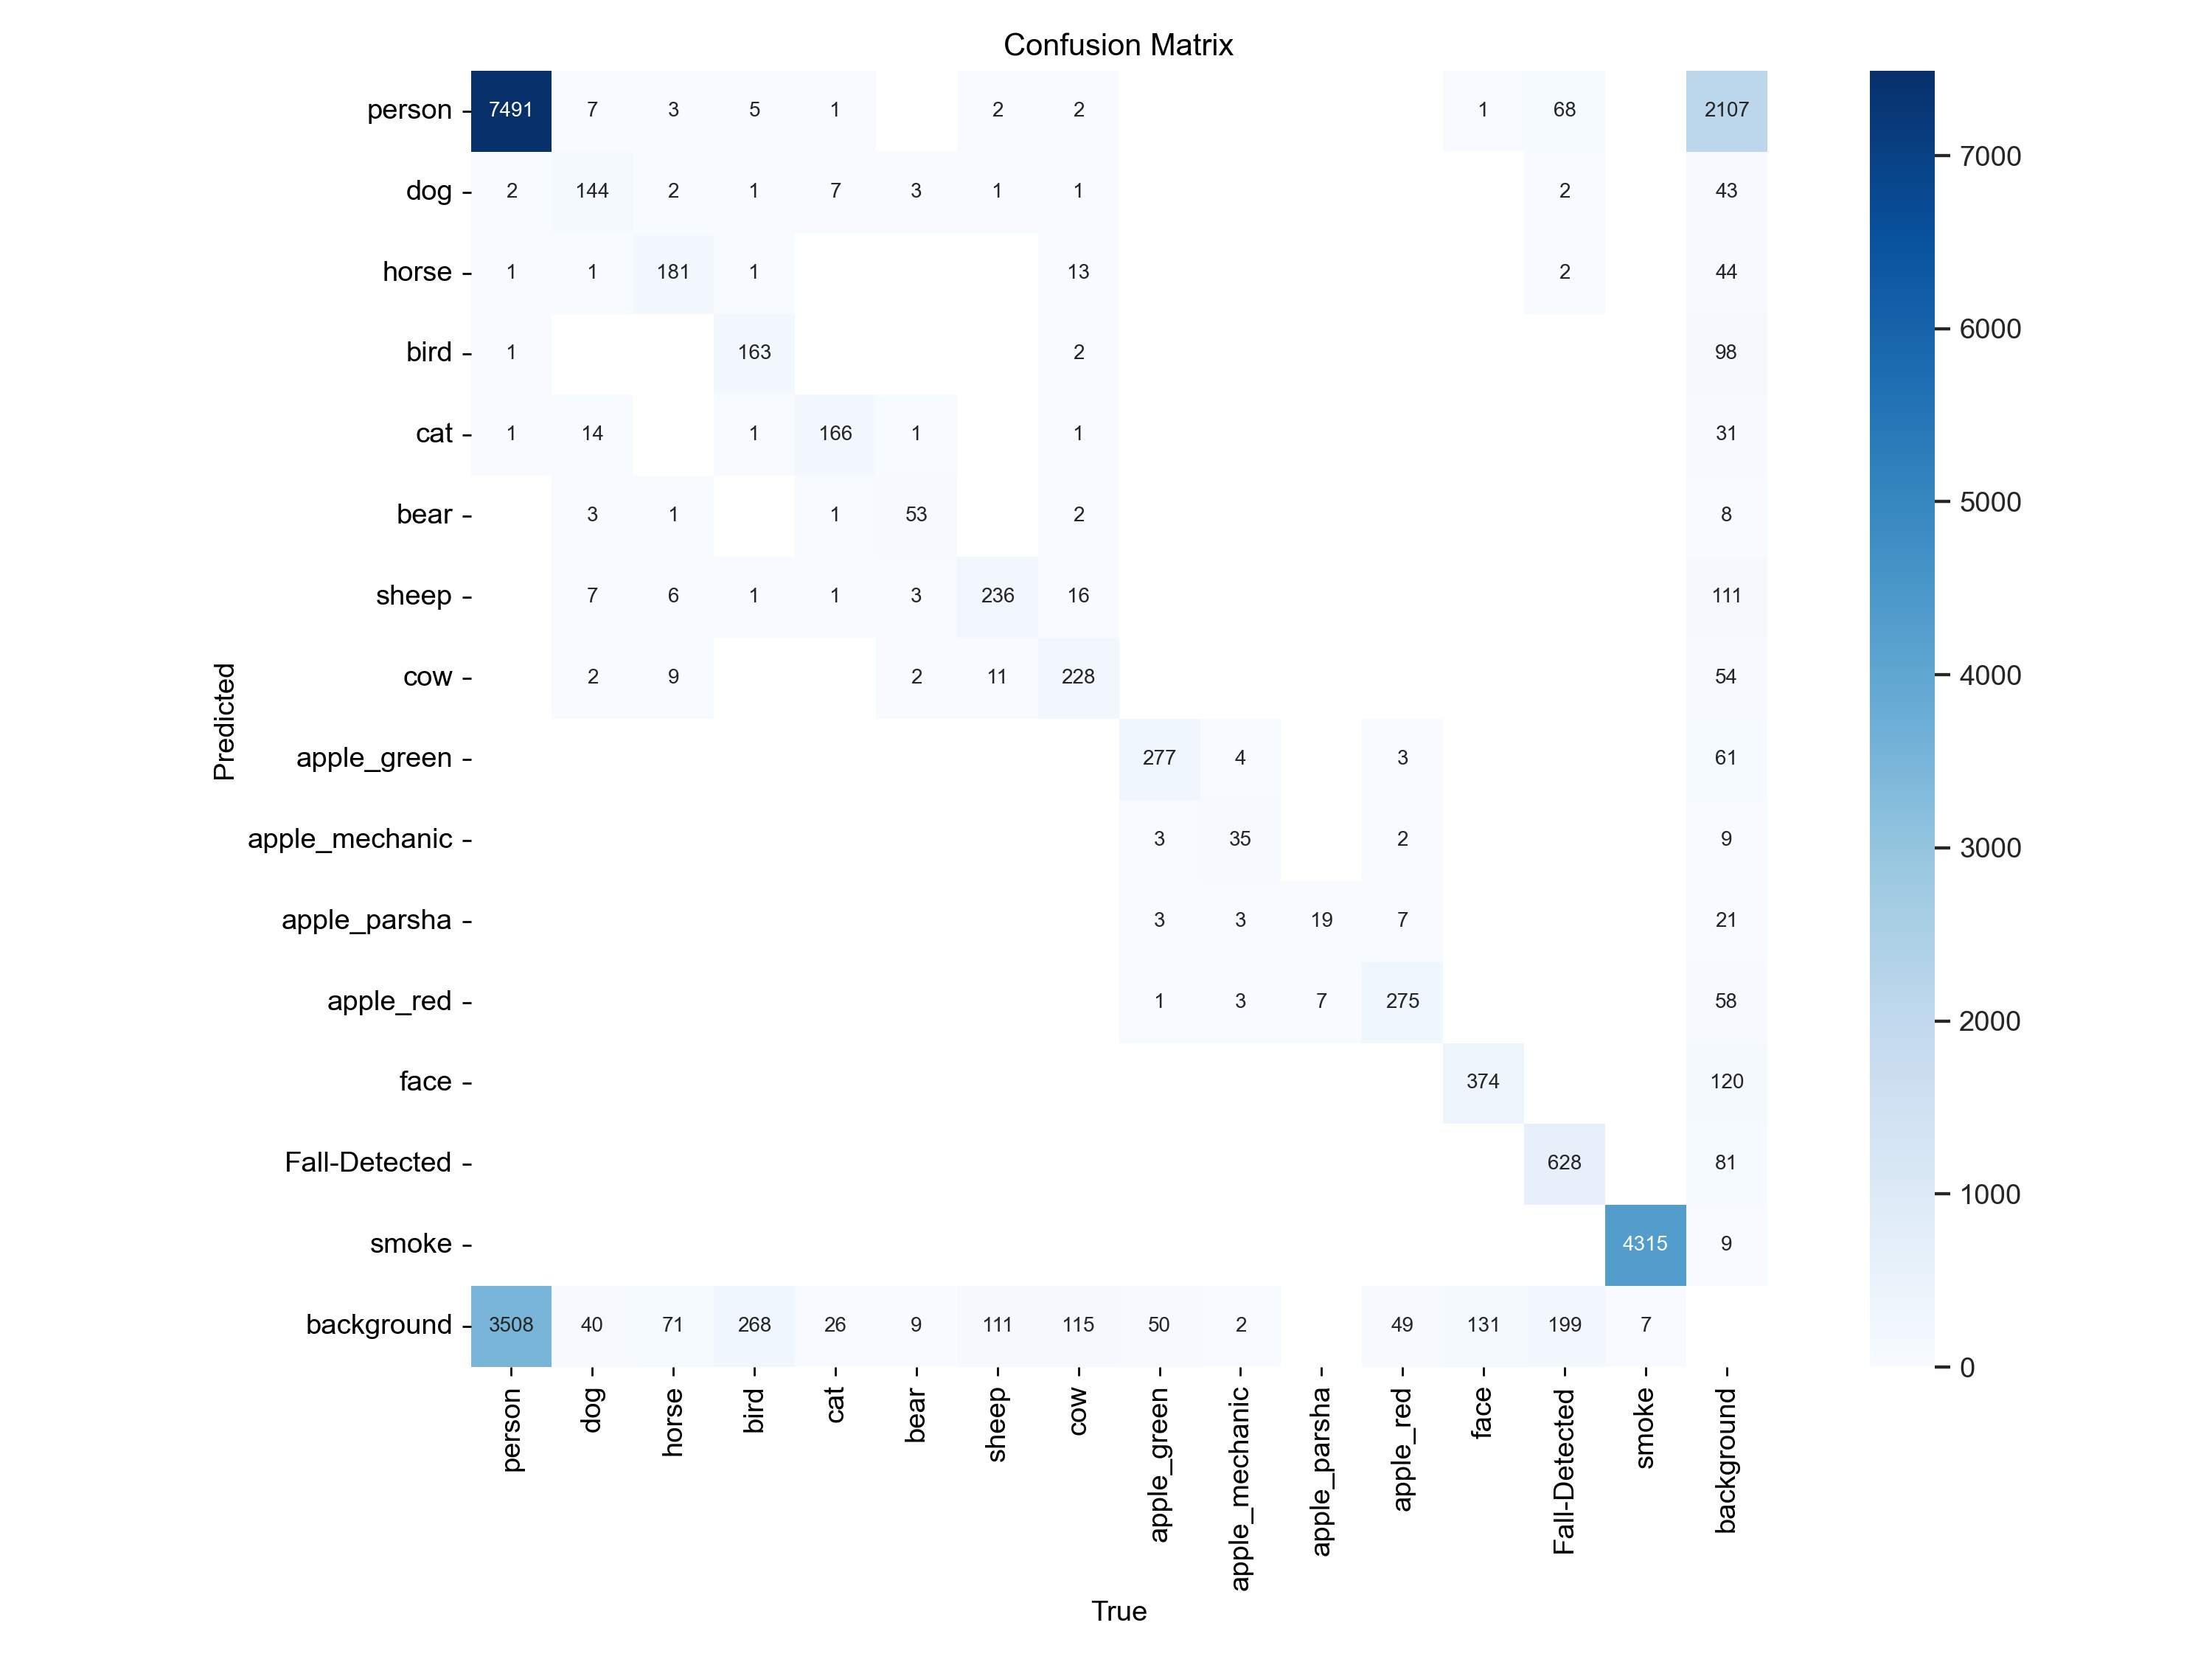 Confusion Matrix
person 7491 7 3 5 1 2 2 1 68 2107
dog 2 144 2 1 7 3 1 1 2 43
horse 1 1 181 1 13 2 44
bird 1 163 2 98
cat 1 14 1 166 1 1 31
bear 3 1 1 53 2 8
sheep 7 6 1 1 3 236 16 111
cow 2 9 2 11 228 54
apple_green 277 4 3 61
apple_mechanic 3 35 2 9
apple_parsha 3 3 19 7 21
apple_red 1 3 7 275 58
face 374 120
Fall-Detected 628 81
smoke 4315 9
background 3508 40 71 268 26 9 111 115 50 2 49 131 199 7
Predicted
person dog horse bird cat bear sheep cow apple_green apple_mechanic apple_parsha apple_red face Fall-Detected smoke background
True
7000
6000
5000
4000
3000
2000
1000
0